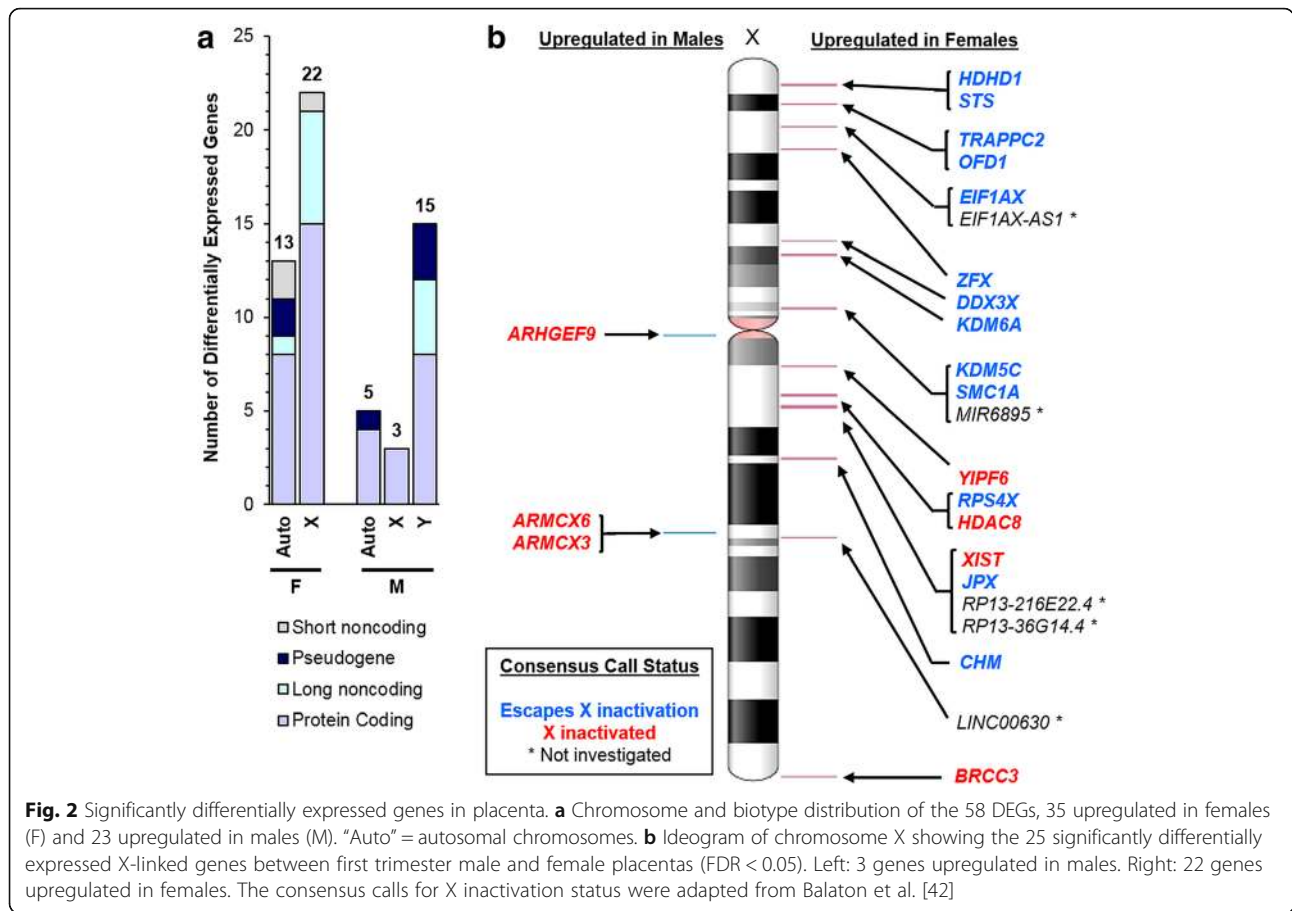 a
25
20
15
10
5
0
Number of Differentially Expressed Genes
13
22
5
3
15
Auto
X
Auto
X
Y
F
M
Short noncoding
Pseudogene
Long noncoding
Protein Coding
b
Upregulated in Males
X
Upregulated in Females
ARHGEF9
ARMCX6
ARMCX3
HDHD1
STS
TRAPPC2
OFD1
EIF1AX
EIF1AX-AS1 *
ZFX
DDX3X
KDM6A
KDM5C
SMC1A
MIR6895 *
YIPF6
RPS4X
HDAC8
XIST
JPX
RP13-216E22.4 *
RP13-36G14.4 *
CHM
LINC00630 *
BRCC3
Consensus Call Status
Escapes X inactivation
X inactivated
* Not investigated
Fig. 2 Significantly differentially expressed genes in placenta. a Chromosome and biotype distribution of the 58 DEGs, 35 upregulated in females
(F) and 23 upregulated in males (M). “Auto” = autosomal chromosomes. b Ideogram of chromosome X showing the 25 significantly differentially
expressed X-linked genes between first trimester male and female placentas (FDR < 0.05). Left: 3 genes upregulated in males. Right: 22 genes
upregulated in females. The consensus calls for X inactivation status were adapted from Balaton et al. [42]